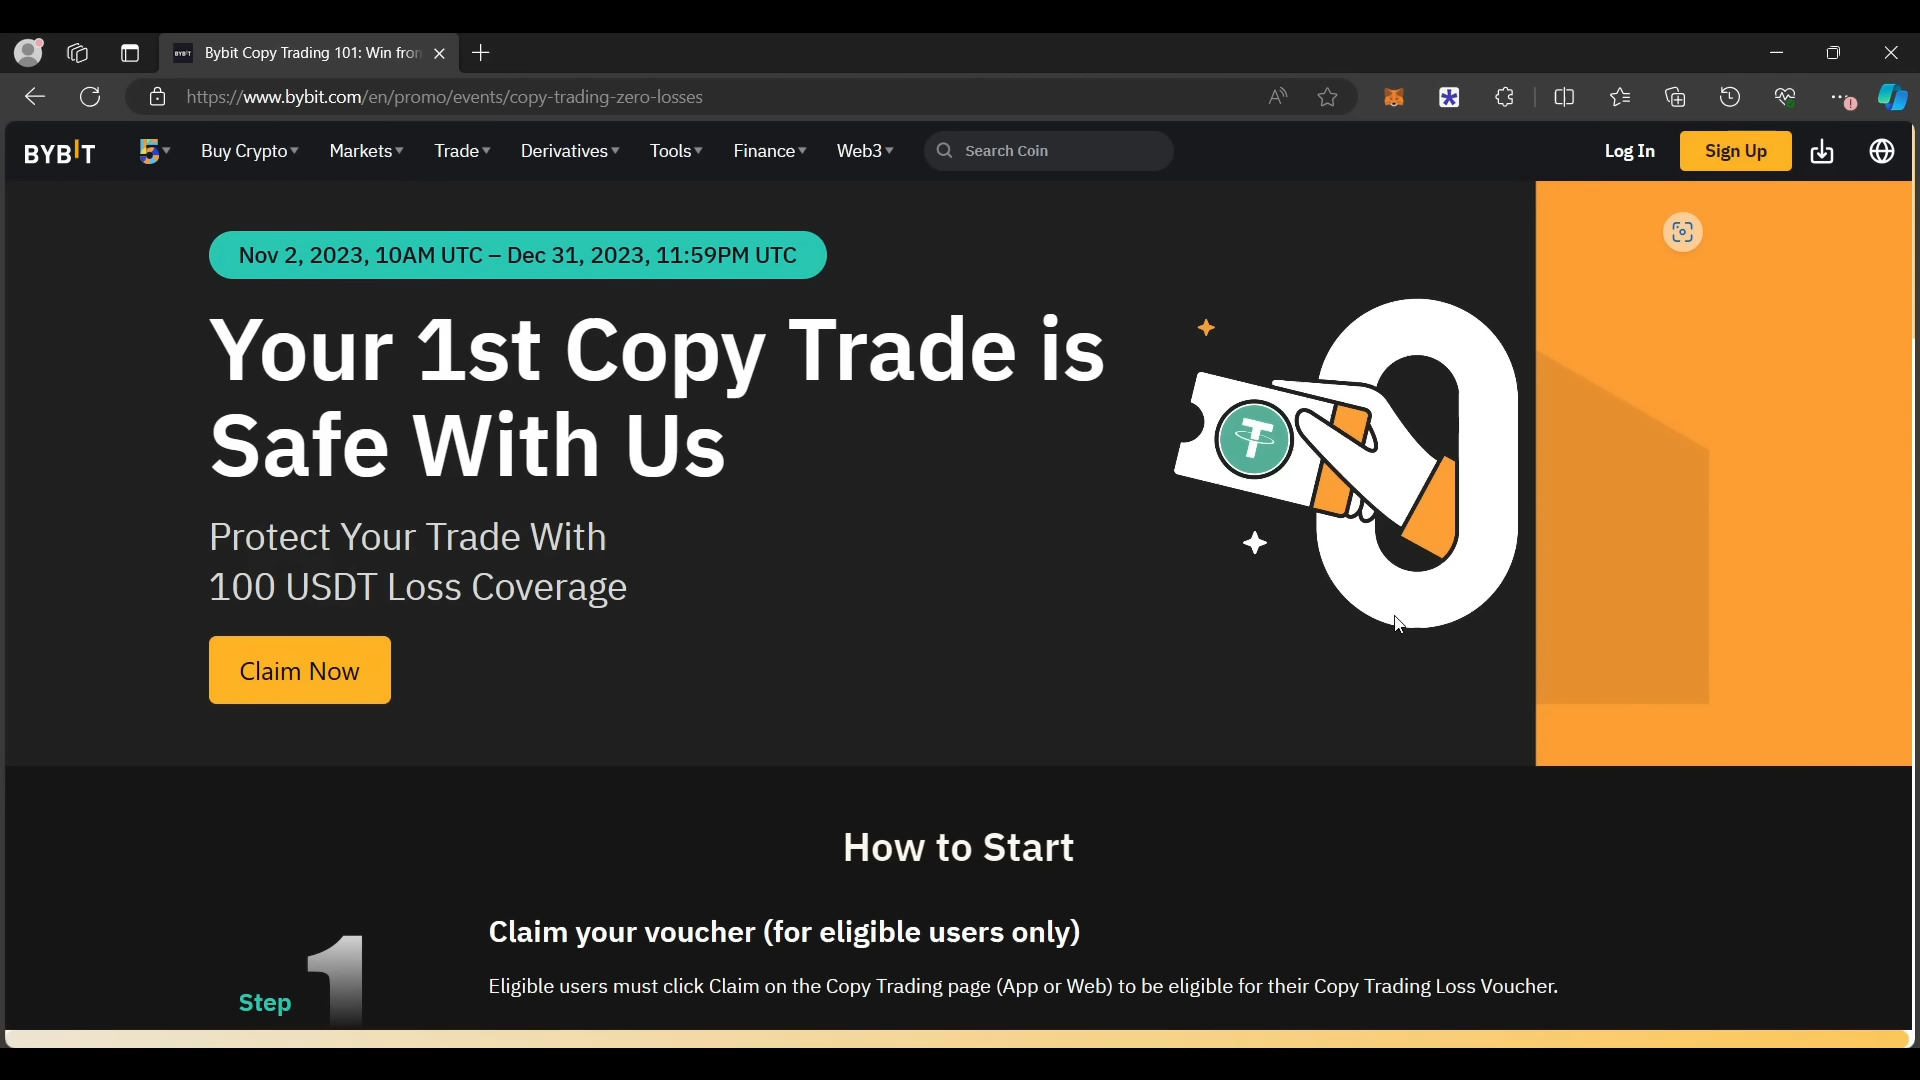 BYBIT Bybit Copy Trading 101: Win from
https://www.bybit.com/en/promo/events/copy-trading-zero-losses
BYBIT 5 Buy Crypto Markets Trade Derivatives Tools Finance Web3 Search Coin Log In Sign Up
Nov 2, 2023, 10AM UTC – Dec 31, 2023, 11:59PM UTC
Your 1st Copy Trade is
Safe With Us
Protect Your Trade With
100 USDT Loss Coverage
Claim Now
How to Start
Step 1
Claim your voucher (for eligible users only)
Eligible users must click Claim on the Copy Trading page (App or Web) to be eligible for their Copy Trading Loss Voucher.